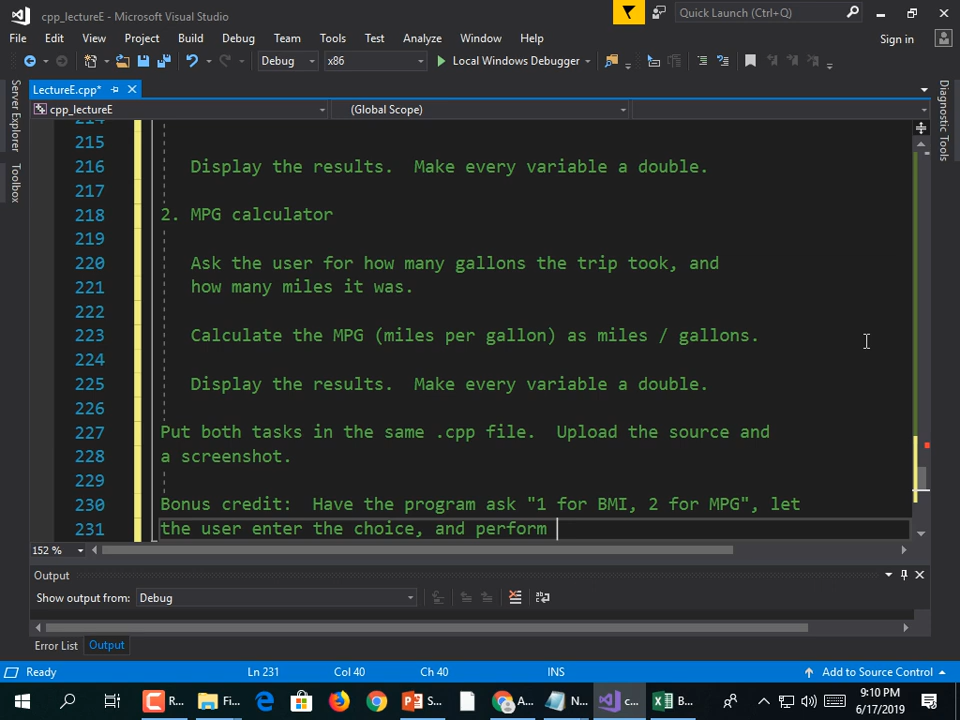 cpp_lectureE - Microsoft Visual Studio
Quick Launch (Ctrl+Q)
File Edit View Project Build Debug Team Tools Test Analyze Window Help
Sign in
Debug x86 Local Windows Debugger
LectureE.cpp*
cpp_lectureE (Global Scope)
Server Explorer
Toolbox
Diagnostic Tools
215
216 Display the results. Make every variable a double.
217
218 2. MPG calculator
219
220 Ask the user for how many gallons the trip took, and
221 how many miles it was.
222
223 Calculate the MPG (miles per gallon) as miles / gallons.
224
225 Display the results. Make every variable a double.
226
227 Put both tasks in the same .cpp file. Upload the source and
228 a screenshot.
229
230 Bonus credit: Have the program ask "1 for BMI, 2 for MPG", let
231 the user enter the choice, and perform
152 %
Output
Show output from: Debug
Error List Output
Ready Ln 231 Col 40 Ch 40 INS Add to Source Control
R... Fi... S... A... N... c... B...
9:10 PM
6/17/2019